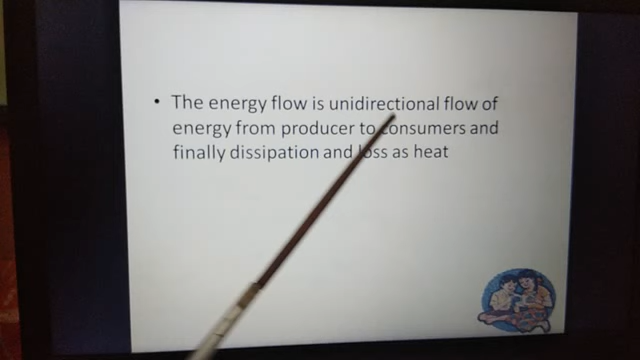 • The energy flow is unidirectional flow of
energy from producer to consumers and
finally dissipation and loss as heat